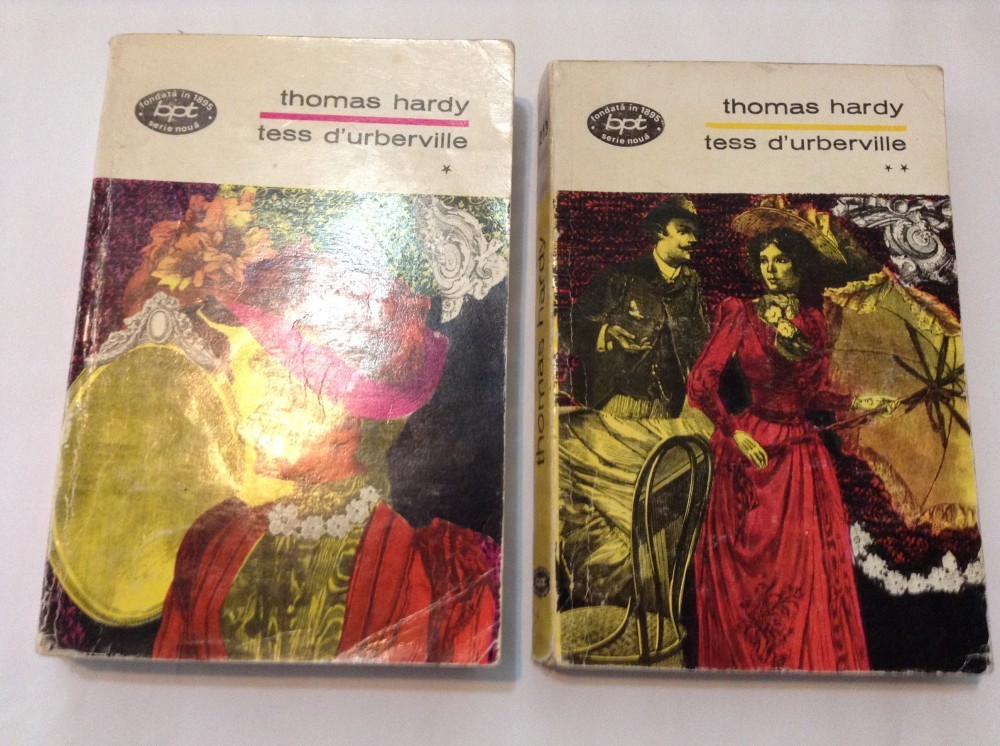 fondată în 1895
bpt
serie nouă
thomas hardy
tess d'urberville
*
fondată în 1895
bpt
serie nouă
thomas hardy
tess d'urberville
* *
thomas hardy